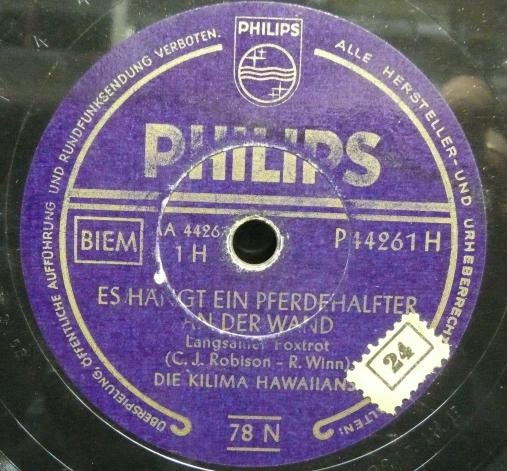 PHILIPS
ALLE HERSTELLER- UND URHEBERRECHTE
ÜBERSPIELUNG, ÖFFENTLICHE AUFFÜHRUNG UND RUNDFUNKSENDUNG VERBOTEN.
PHILIPS
BIEM
1 H
P 44261 H
ES HÄNGT EIN PFERDEHALFTER
AN DER WAND
Langsamer Foxtrot
(C. J. Robison - R. Winn)
DIE KILIMA HAWAIIANS
24
78 N